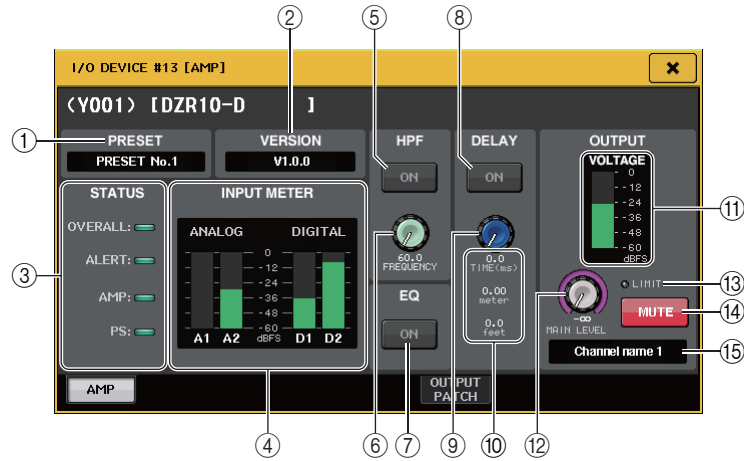 ② ⑤ ⑧
I/O DEVICE #13 [AMP]
(Y001) [DZR10-D ]
① PRESET VERSION HPF DELAY OUTPUT
PRESET No.1 V1.0.0 ON ON VOLTAGE
STATUS INPUT METER
0
-12
-24
-36
-48
-60
dBFS
⑪
OVERALL:
ALERT:
AMP:
PS:
③
ANALOG DIGITAL
0
-12
-24
-36
-48
-60
A1 A2 dBFS D1 D2
60.0
FREQUENCY
0.0
TIME(ms)
0.00
meter
0.0
feet
EQ
ON
LIMIT ⑬
-∞
MAIN LEVEL
MUTE ⑭
Channel name 1 ⑮
AMP OUTPUT
PATCH
④ ⑥ ⑦ ⑨ ⑩ ⑫